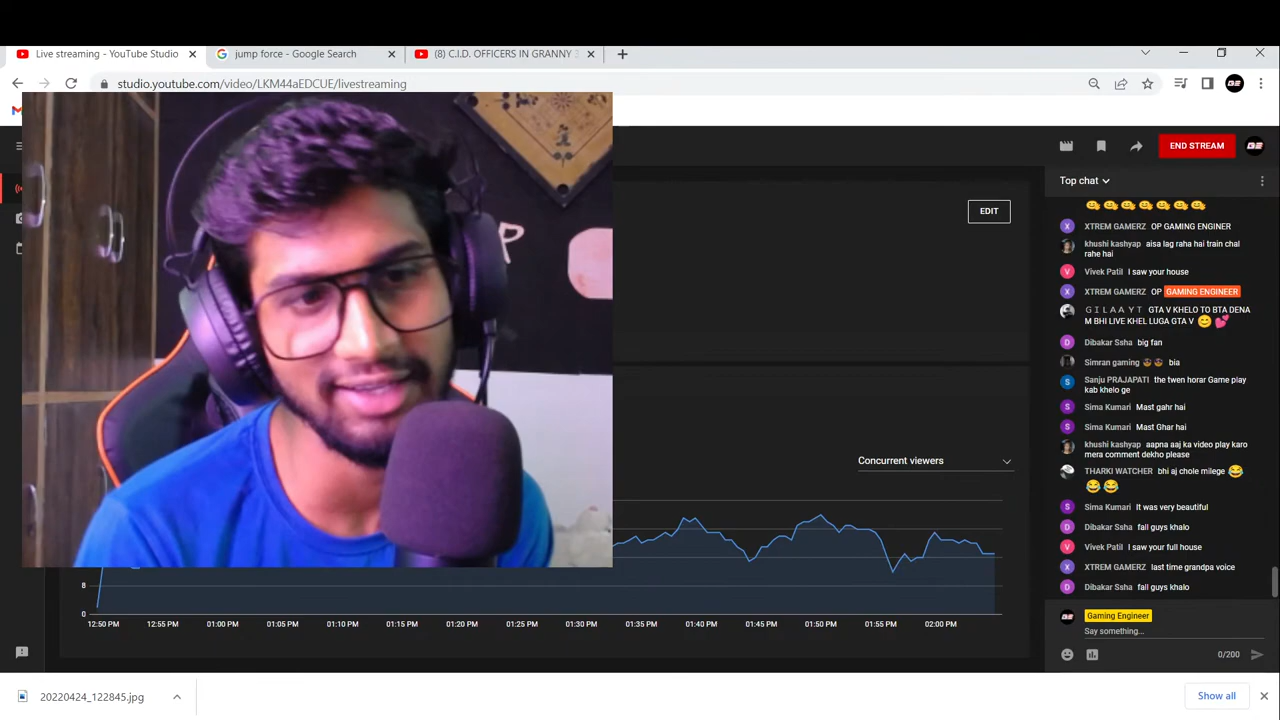 Live streaming - YouTube Studio
jump force - Google Search
(8) C.I.D. OFFICERS IN GRANNY 3
studio.youtube.com/video/LKM44aEDCUE/livestreaming
GE
END STREAM
GE
Top chat
EDIT
P
XTREM GAMERZ OP GAMING ENGINER
khushi kashyap aisa lag raha hai train chal
rahe hai
Vivek Patil I saw your house
XTREM GAMERZ OP GAMING ENGINEER
G I L A A Y T GTA V KHELO TO BTA DENA
M BHI LIVE KHEL LUGA GTA V
Dibakar Ssha big fan
Simran gaming bia
Sanju PRAJAPATI the twen horar Game play
kab khelo ge
Sima Kumari Mast gahr hai
Sima Kumari Mast Ghar hai
khushi kashyap aapna aaj ka video play karo
mera comment dekho please
THARKI WATCHER bhi aj chole milege
Sima Kumari It was very beautiful
Dibakar Ssha fall guys khalo
Vivek Patil I saw your full house
XTREM GAMERZ last time grandpa voice
Dibakar Ssha fall guys khalo
Gaming Engineer
Say something...
0/200
Concurrent viewers
8
0
12:50 PM 12:55 PM 01:00 PM 01:05 PM 01:10 PM 01:15 PM 01:20 PM 01:25 PM 01:30 PM 01:35 PM 01:40 PM 01:45 PM 01:50 PM 01:55 PM 02:00 PM
20220424_122845.jpg
Show all